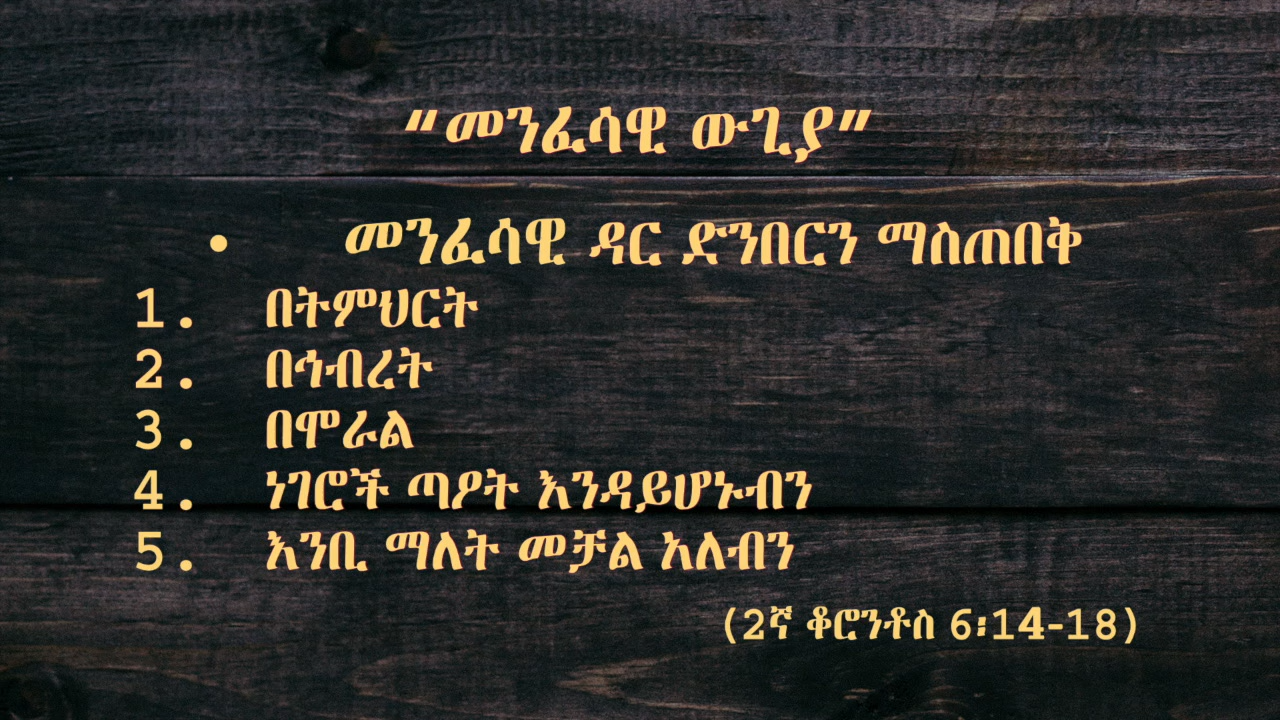 “መንፈሳዊ ውጊያ”
• መንፈሳዊ ዳር ድንበርን ማስጠበቅ
1. በትምህርት
2. በኅብረት
3. በሞራል
4. ነገሮች ጣዖት እንዳይሆኑብን
5. እንቢ ማለት መቻል አለብን
(2ኛ ቆሮንቶስ 6፡14-18)